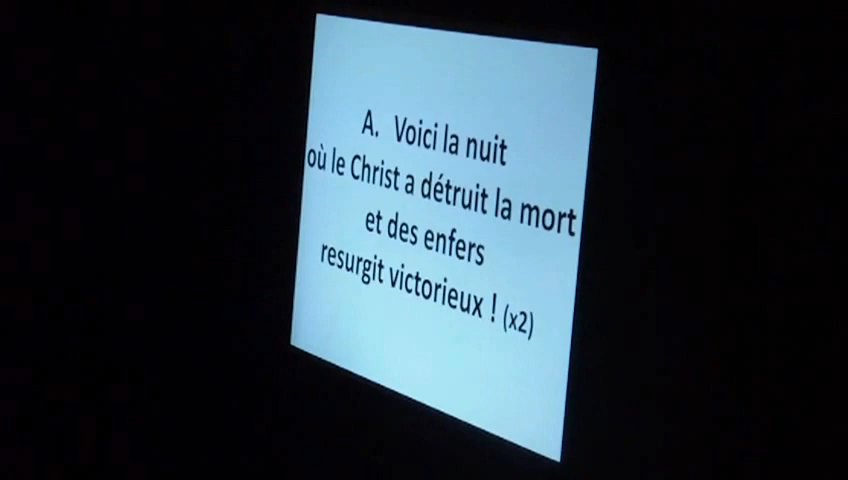 A. Voici la nuit
où le Christ a détruit la mort
et des enfers
resurgit victorieux ! (x2)